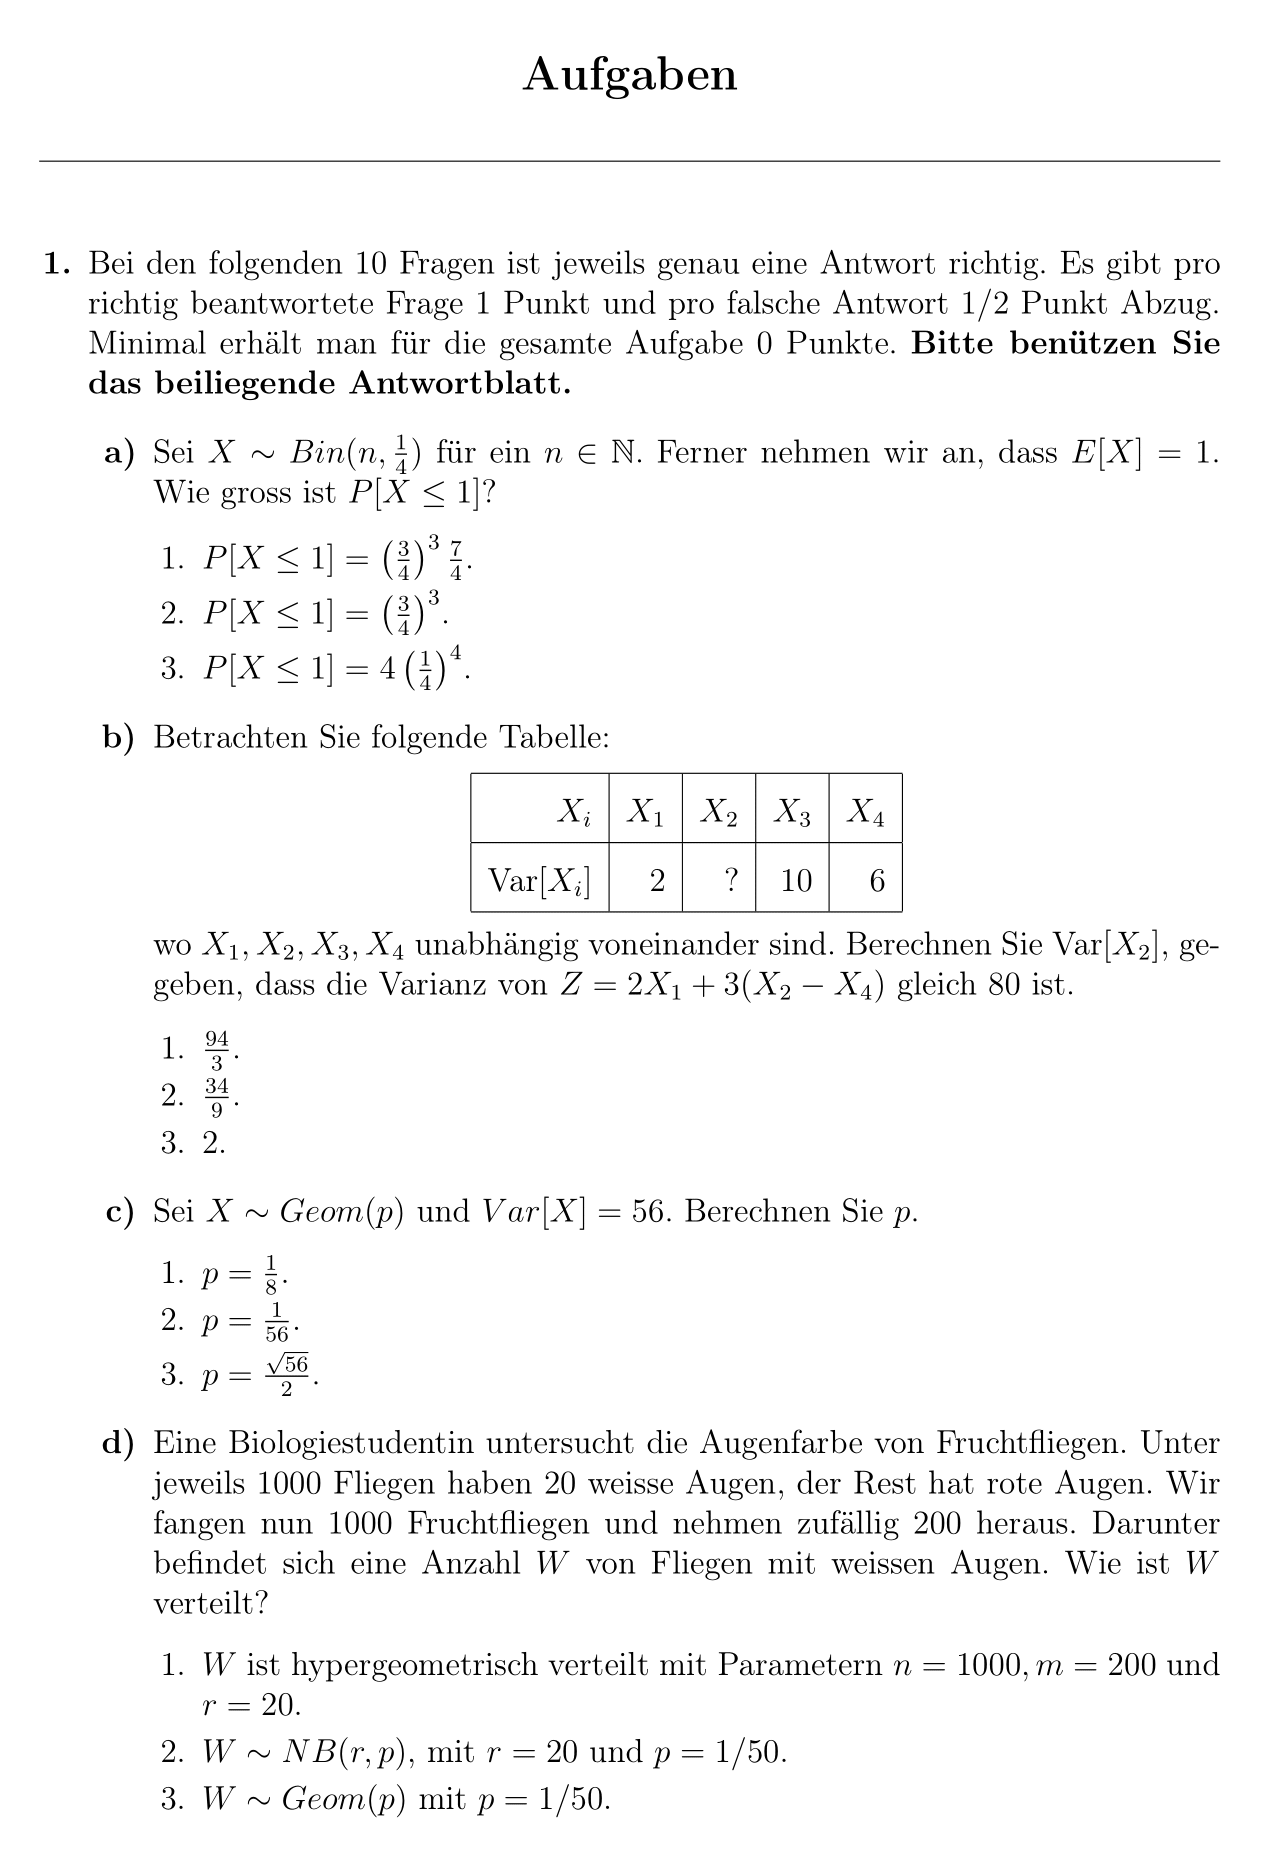 Aufgaben
1. Bei den folgenden 10 Fragen ist jeweils genau eine Antwort richtig. Es gibt pro
richtig beantwortete Frage 1 Punkt und pro falsche Antwort 1/2 Punkt Abzug.
Minimal erhält man für die gesamte Aufgabe 0 Punkte. Bitte benützen Sie
das beiliegende Antwortblatt.
a) Sei $X \sim Bin(n, \frac{1}{4})$ für ein $n \in \mathbb{N}$. Ferner nehmen wir an, dass $E[X] = 1$.
Wie gross ist $P[X \leq 1]$?
1. $P[X \leq 1] = \left(\frac{3}{4}\right)^3 \frac{7}{4}$.
2. $P[X \leq 1] = \left(\frac{3}{4}\right)^3$.
3. $P[X \leq 1] = 4 \left(\frac{1}{4}\right)^4$.
b) Betrachten Sie folgende Tabelle:
$X_i$ $X_1$ $X_2$ $X_3$ $X_4$
Var[$X_i$] 2 ? 10 6
wo $X_1, X_2, X_3, X_4$ unabhängig voneinander sind. Berechnen Sie Var[$X_2$], ge-
geben, dass die Varianz von $Z = 2X_1 + 3(X_2 - X_4)$ gleich 80 ist.
1. $\frac{94}{3}$.
2. $\frac{34}{9}$.
3. 2.
c) Sei $X \sim Geom(p)$ und $Var[X] = 56$. Berechnen Sie $p$.
1. $p = \frac{1}{8}$.
2. $p = \frac{1}{56}$.
3. $p = \frac{\sqrt{56}}{2}$.
d) Eine Biologiestudentin untersucht die Augenfarbe von Fruchtfliegen. Unter
jeweils 1000 Fliegen haben 20 weisse Augen, der Rest hat rote Augen. Wir
fangen nun 1000 Fruchtfliegen und nehmen zufällig 200 heraus. Darunter
befindet sich eine Anzahl $W$ von Fliegen mit weissen Augen. Wie ist $W$
verteilt?
1. $W$ ist hypergeometrisch verteilt mit Parametern $n = 1000, m = 200$ und
$r = 20$.
2. $W \sim NB(r, p)$, mit $r = 20$ und $p = 1/50$.
3. $W \sim Geom(p)$ mit $p = 1/50$.